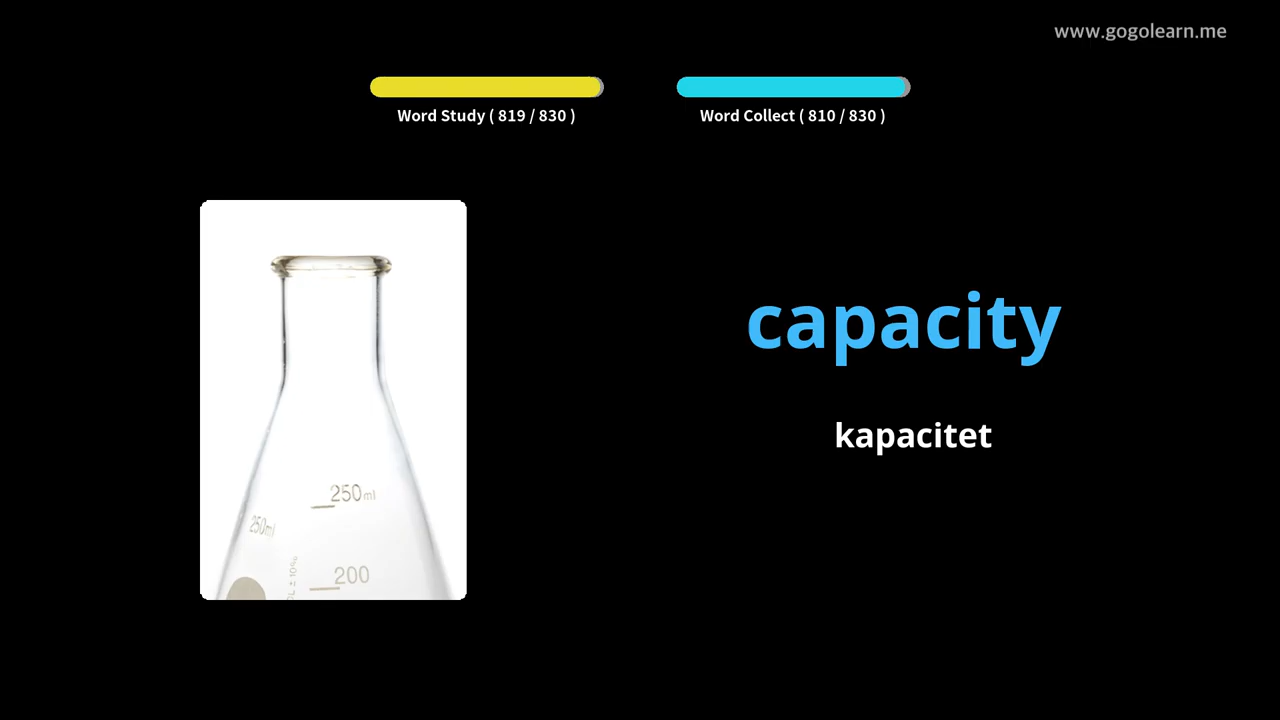 www.gogolearn.me
Word Study ( 819 / 830 )
Word Collect ( 810 / 830 )
capacity
kapacitet
250ml
250ml
200